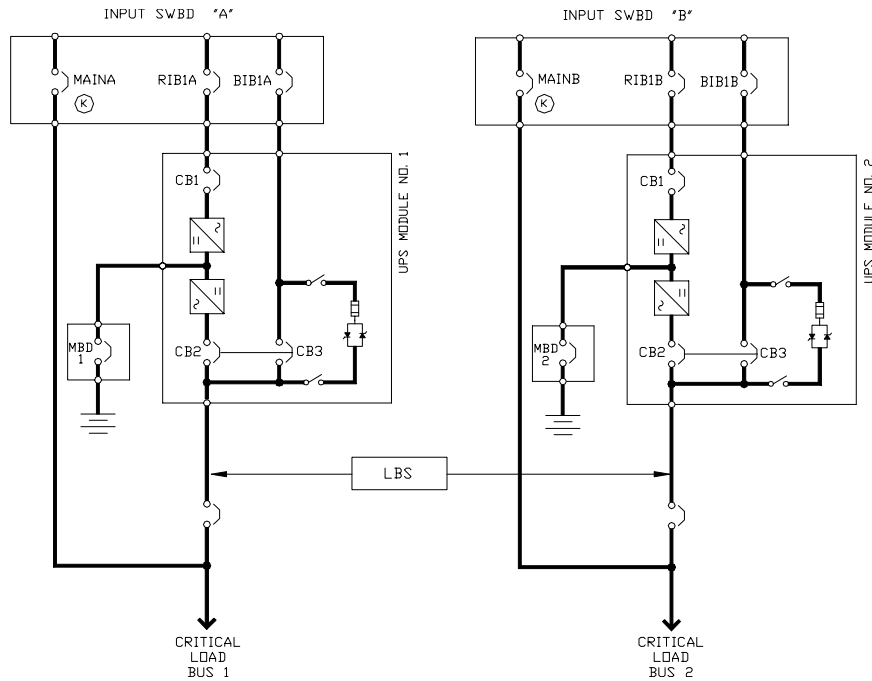 INPUT SWBD "A"
INPUT SWBD "B"
MAINA
K
RIB1A
BIB1A
MAINB
K
RIB1B
BIB1B
UPS MODULE NO. 1
UPS MODULE NO. 2
CB1
CB1
MBD
1
CB2
CB3
MBD
2
CB2
CB3
LBS
CRITICAL
LOAD
BUS 1
CRITICAL
LOAD
BUS 2